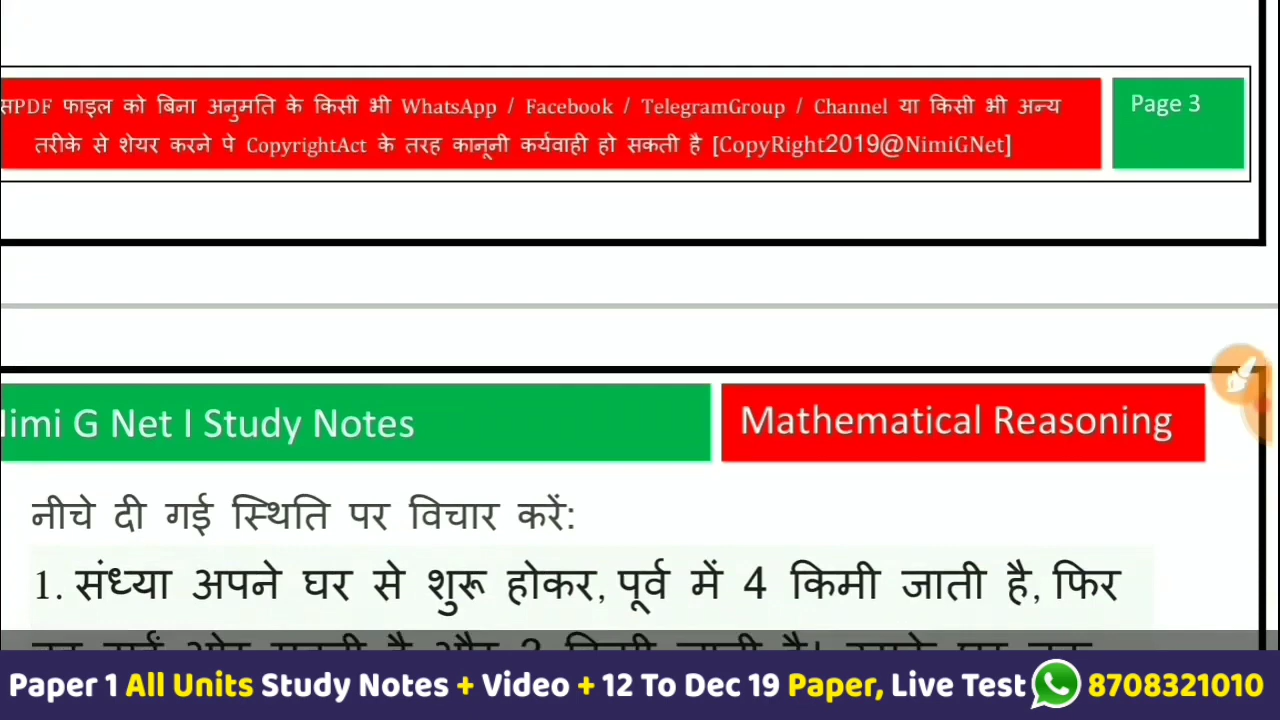 सPDF फाइल को बिना अनुमति के किसी भी WhatsApp / Facebook / TelegramGroup / Channel या किसी भी अन्य
तरीके से शेयर करने पे CopyrightAct के तरह कानूनी कर्यवाही हो सकती है [CopyRight2019@NimiGNet]
Page 3
imi G Net I Study Notes
Mathematical Reasoning
नीचे दी गई स्थिति पर विचार करें:
1. संध्या अपने घर से शुरू होकर, पूर्व में 4 किमी जाती है, फिर
Paper 1 All Units Study Notes + Video + 12 To Dec 19 Paper, Live Test 8708321010